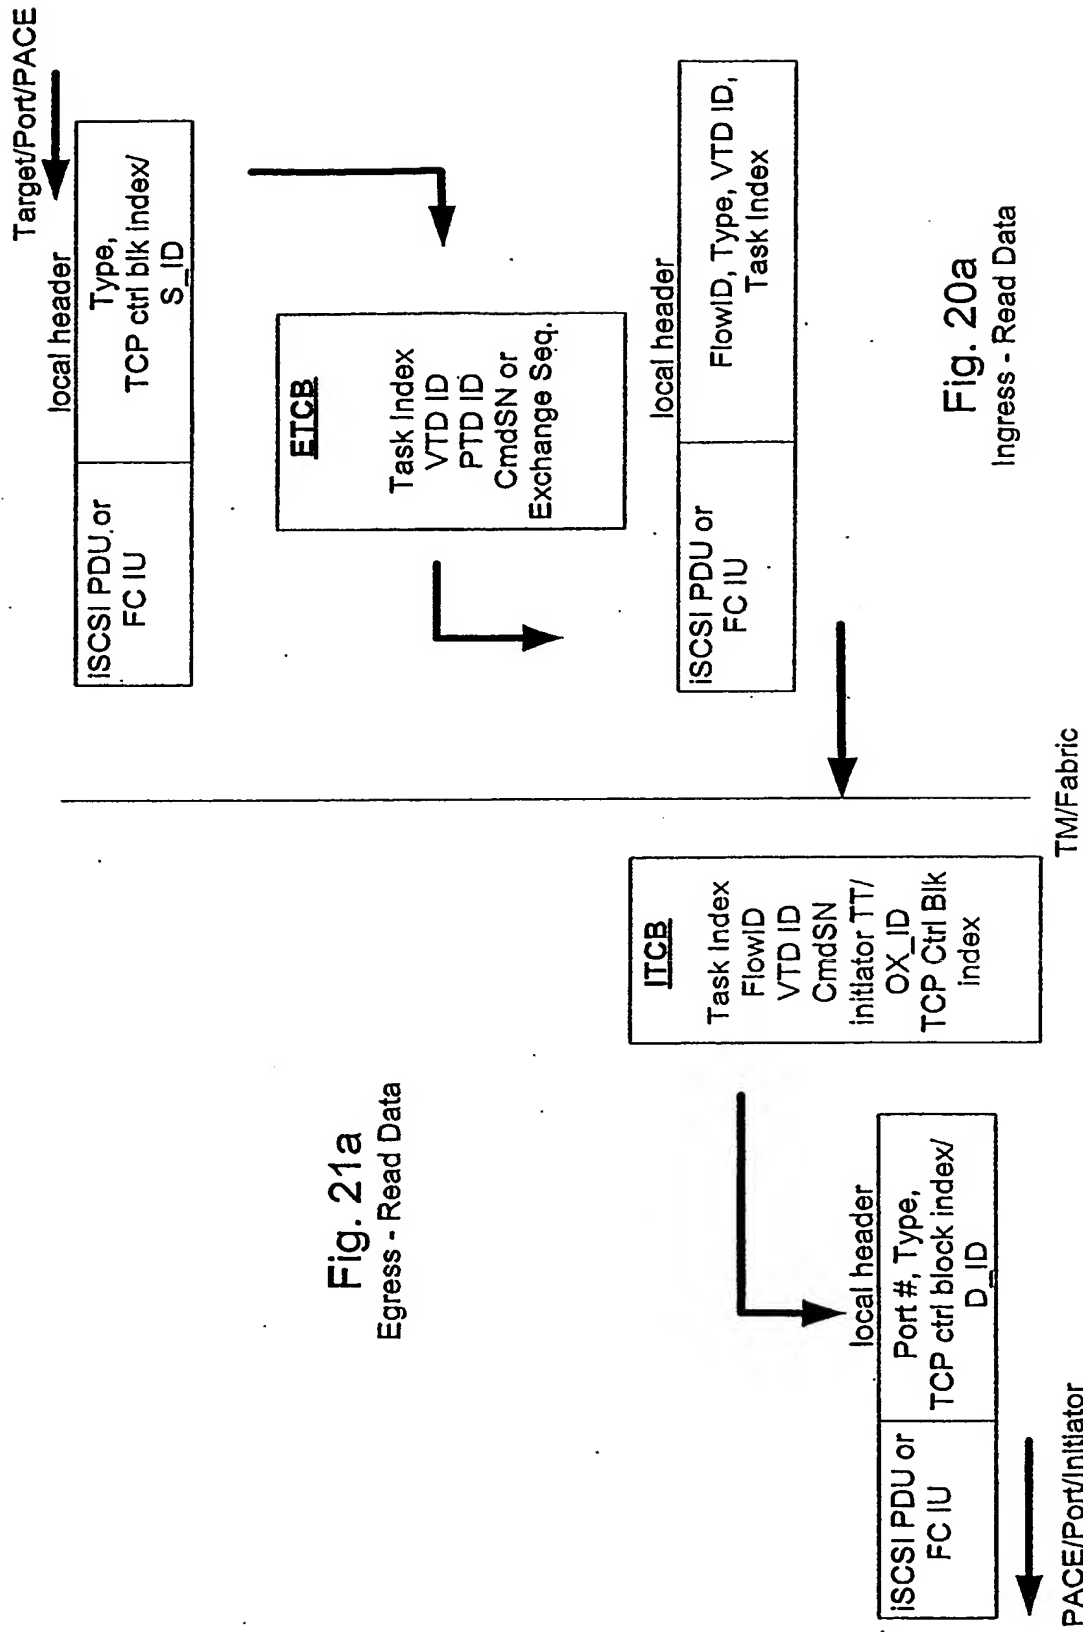 Target/Port/PACE
local header
iSCSI PDU or
FC IU
Type,
TCP ctrl blk index/
S_ID
ETCB
Task Index
VTD ID
PTD ID
CmdSN or
Exchange Seq.
local header
iSCSI PDU or
FC IU
FlowID, Type, VTD ID,
Task Index
Fig. 20a
Ingress - Read Data
TM/Fabric
ITCB
Task Index
FlowID
VTD ID
CmdSN
initiator TT/
OX_ID
TCP Ctrl Blk
index
Fig. 21a
Egress - Read Data
local header
iSCSI PDU or
FC IU
Port #, Type,
TCP ctrl block index/
D_ID
PACE/Port/Initiator